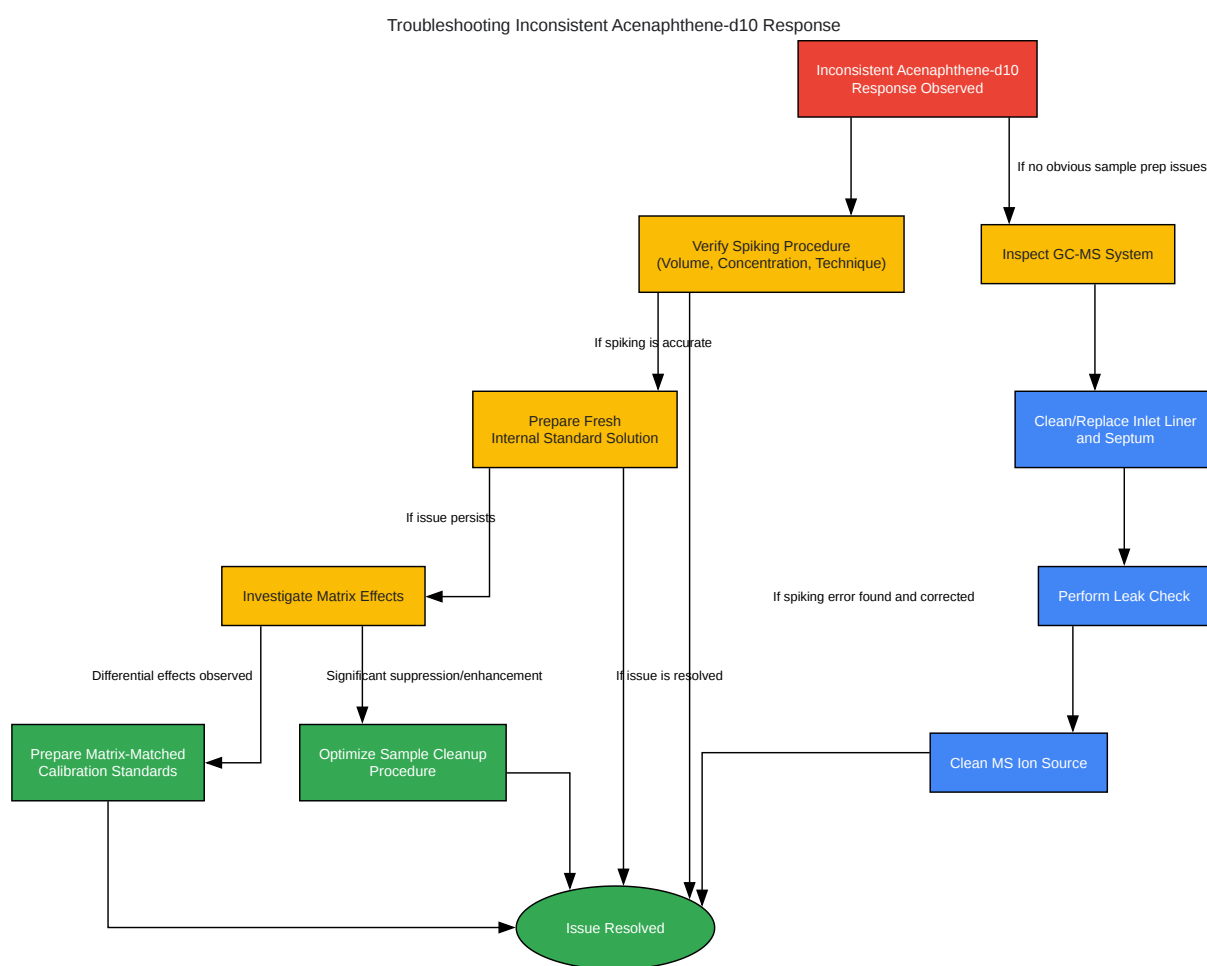 Troubleshooting Inconsistent Acenaphthene-d10 Response
Inconsistent Acenaphthene-d10
Response Observed
If no obvious sample prep issues
Verify Spiking Procedure
(Volume, Concentration, Technique)
Inspect GC-MS System
If spiking is accurate
Prepare Fresh
Internal Standard Solution
Clean/Replace Inlet Liner
and Septum
If issue persists
Investigate Matrix Effects
If spiking error found and corrected
Perform Leak Check
Differential effects observed
Significant suppression/enhancement
If issue is resolved
Prepare Matrix-Matched
Calibration Standards
Optimize Sample Cleanup
Procedure
Clean MS Ion Source
Issue Resolved